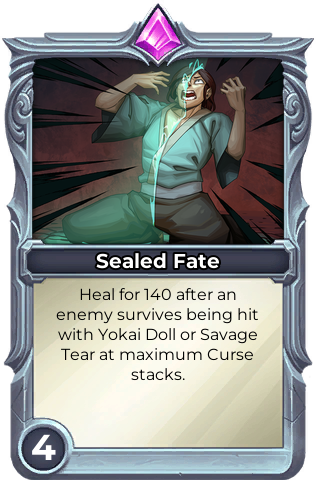 Sealed Fate
Heal for 140 after an
enemy survives being hit
with Yokai Doll or Savage
Tear at maximum Curse
stacks.
4